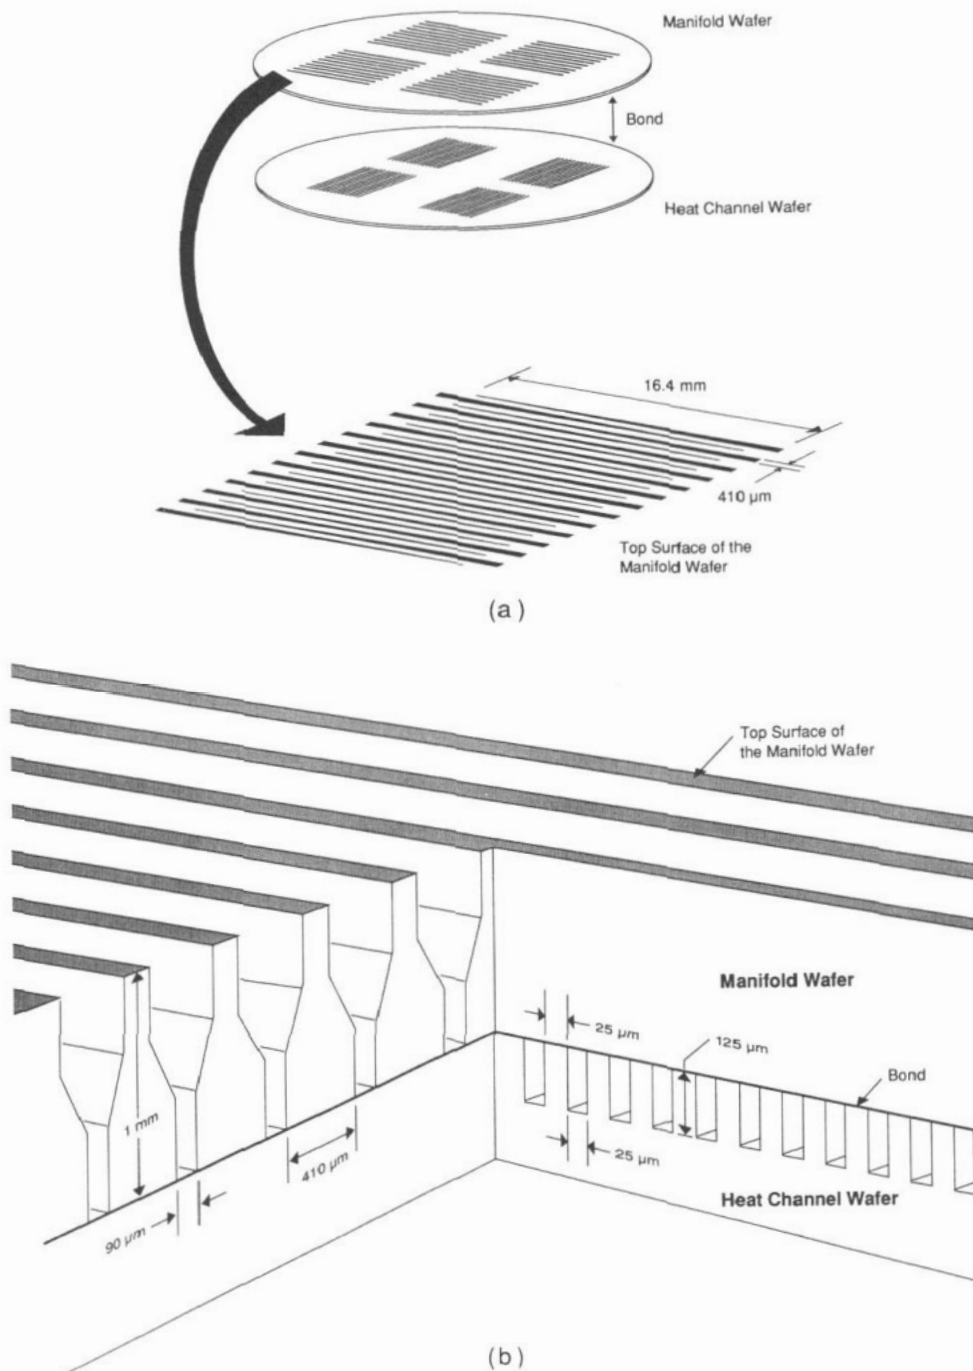 Manifold Wafer
Bond
Heat Channel Wafer
16.4 mm
410 µm
Top Surface of the
Manifold Wafer
(a)
Top Surface of
the Manifold Wafer
Manifold Wafer
25 µm
125 µm
Bond
1 mm
410 µm
25 µm
Heat Channel Wafer
90 µm
(b)